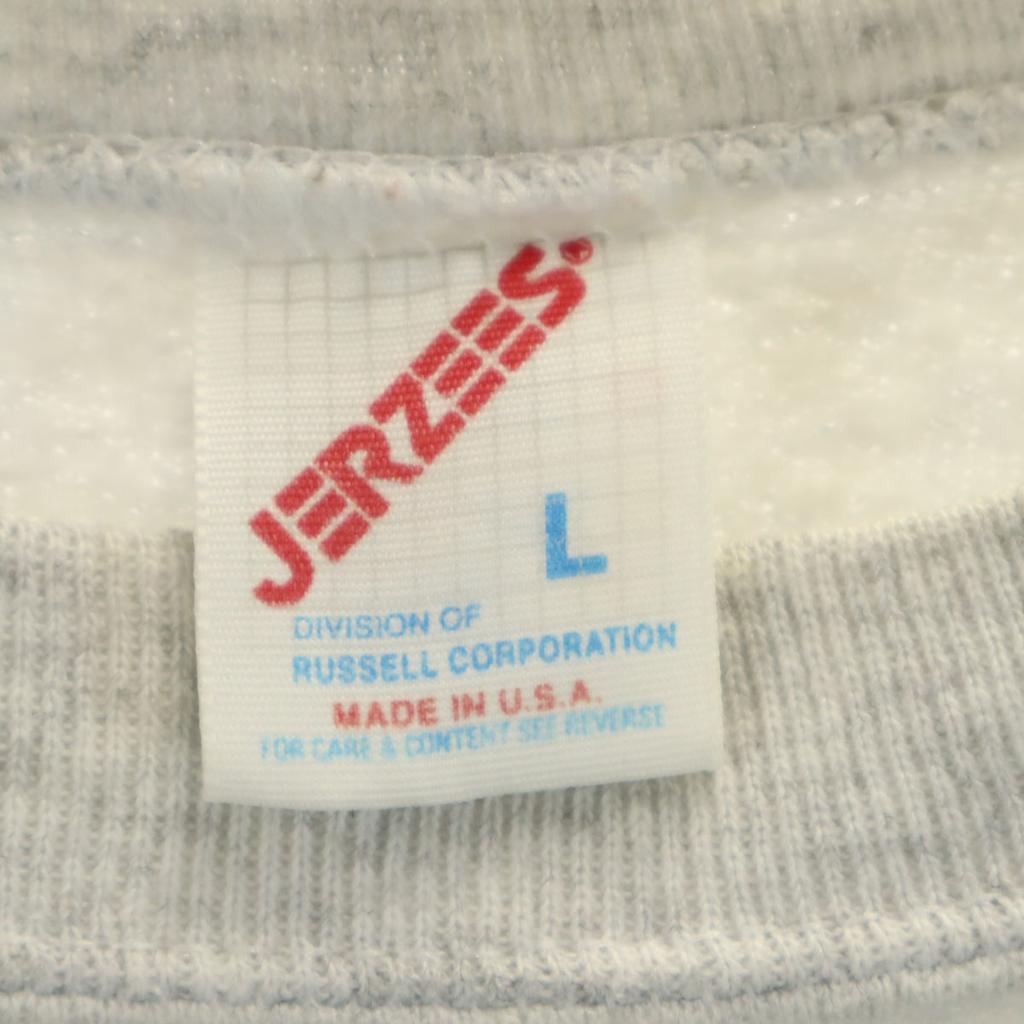 JERZEES
L
DIVISION OF
RUSSELL CORPORATION
MADE IN U.S.A.
FOR CARE & CONTENT SEE REVERSE